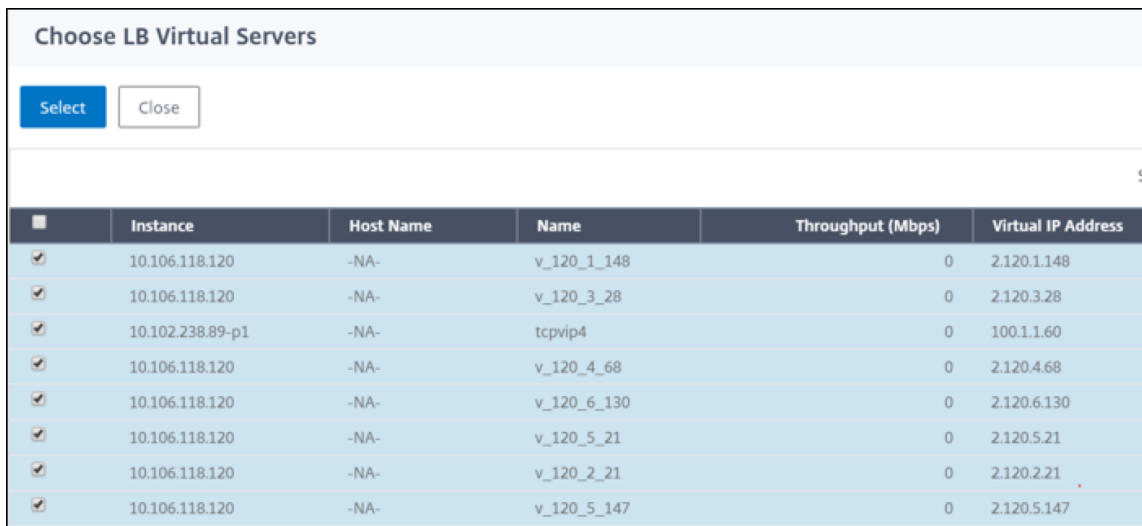 Choose LB Virtual Servers
Select Close
S
Instance Host Name Name Throughput (Mbps) Virtual IP Address
10.106.118.120 -NA- v_120_1_148 0 2.120.1.148
10.106.118.120 -NA- v_120_3_28 0 2.120.3.28
10.102.238.89-p1 -NA- tcpvip4 0 100.1.1.60
10.106.118.120 -NA- v_120_4_68 0 2.120.4.68
10.106.118.120 -NA- v_120_6_130 0 2.120.6.130
10.106.118.120 -NA- v_120_5_21 0 2.120.5.21
10.106.118.120 -NA- v_120_2_21 0 2.120.2.21
10.106.118.120 -NA- v_120_5_147 0 2.120.5.147